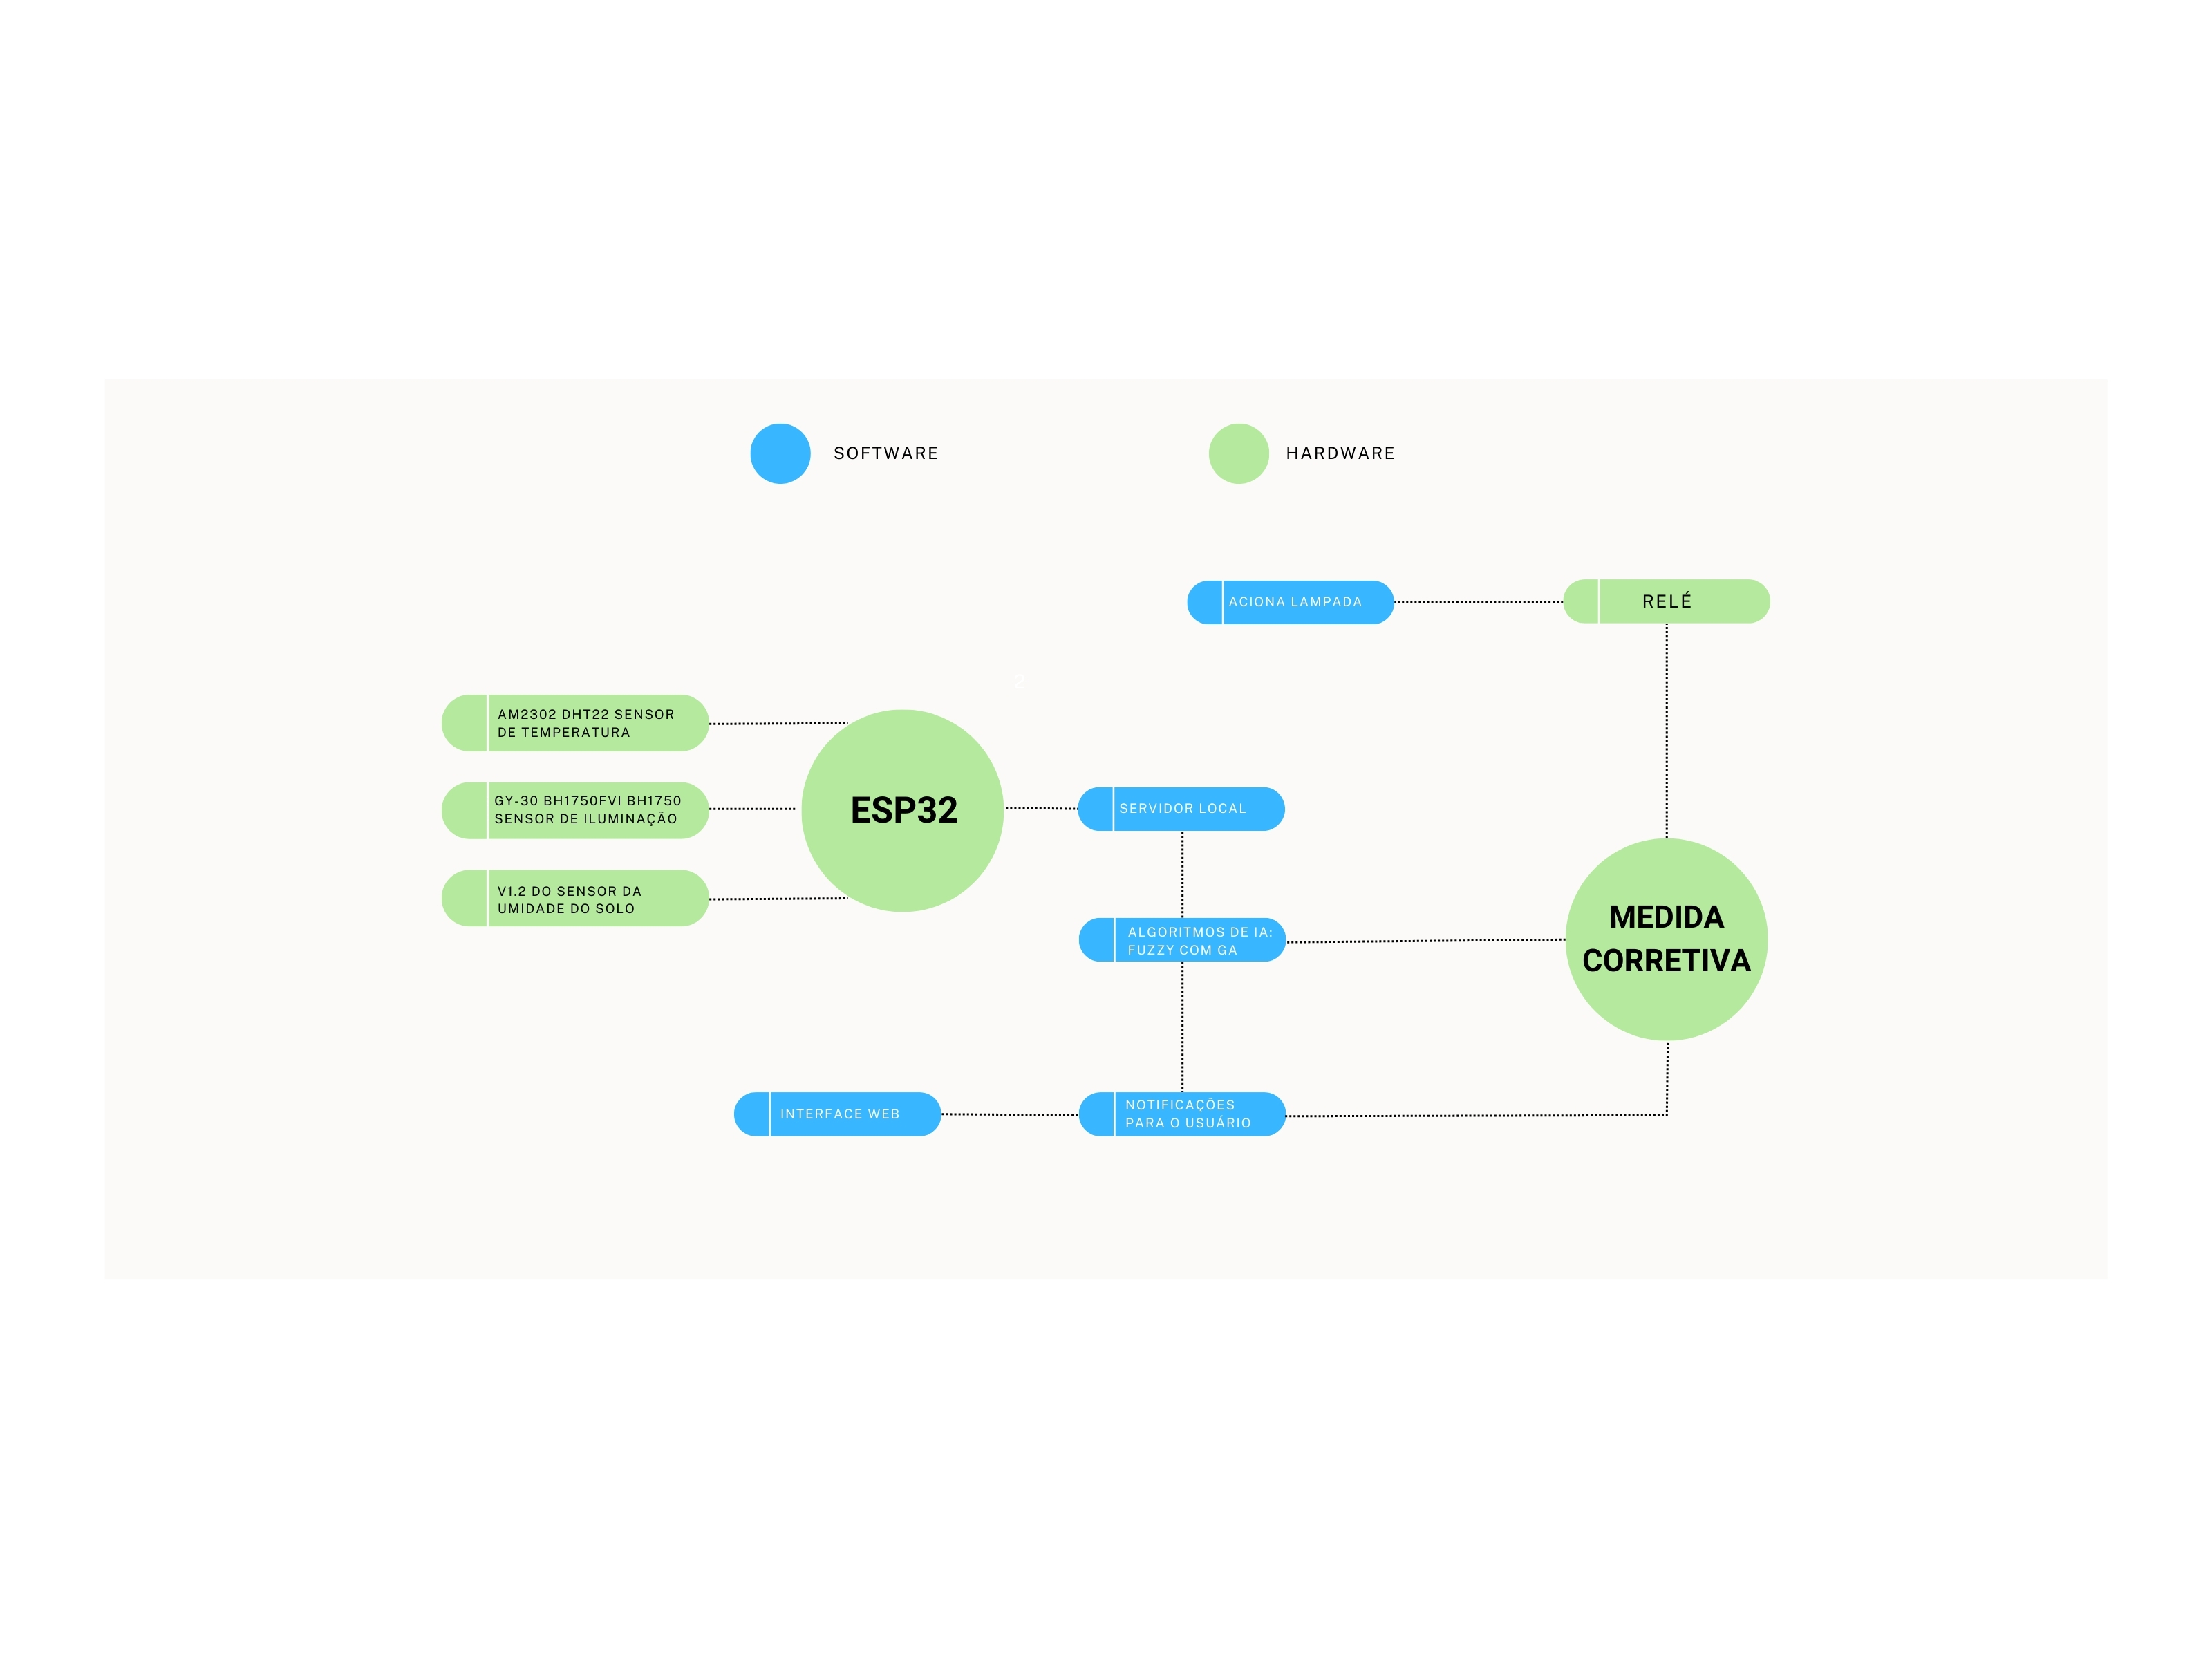 SOFTWARE
HARDWARE
ACIONA LAMPADA
RELÉ
2
AM2302 DHT22 SENSOR
DE TEMPERATURA
GY-30 BH1750FVI BH1750
SENSOR DE ILUMINAÇÃO
V1.2 DO SENSOR DA
UMIDADE DO SOLO
ESP32
SERVIDOR LOCAL
ALGORITMOS DE IA:
FUZZY COM GA
MEDIDA
CORRETIVA
INTERFACE WEB
NOTIFICAÇÕES
PARA O USUÁRIO